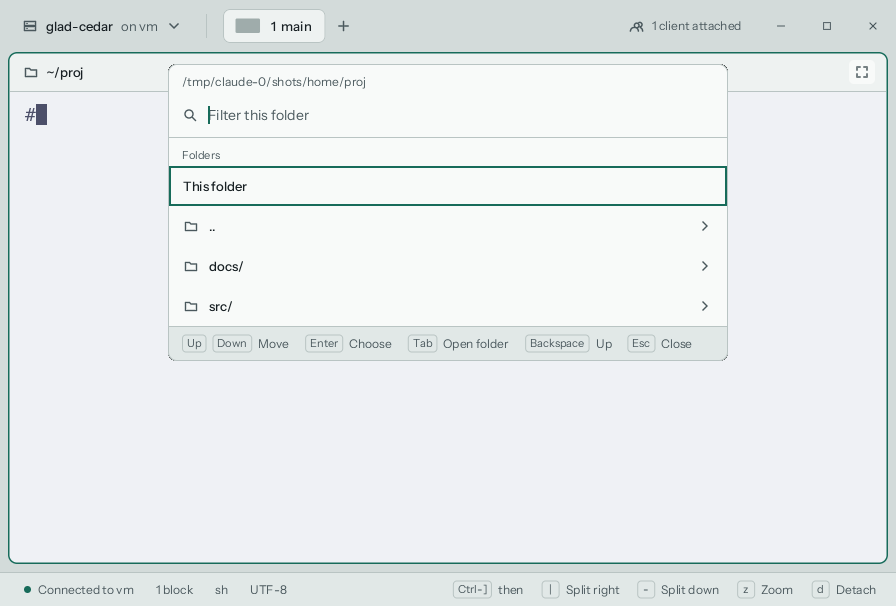 glad-cedar on vm 1 main + 1 client attached
~/proj
#
/tmp/claude-0/shots/home/proj
Filter this folder
Folders
This folder
..
docs/
src/
Up Down Move Enter Choose Tab Open folder Backspace Up Esc Close
Connected to vm 1 block sh UTF-8 Ctrl-] then | Split right - Split down z Zoom d Detach